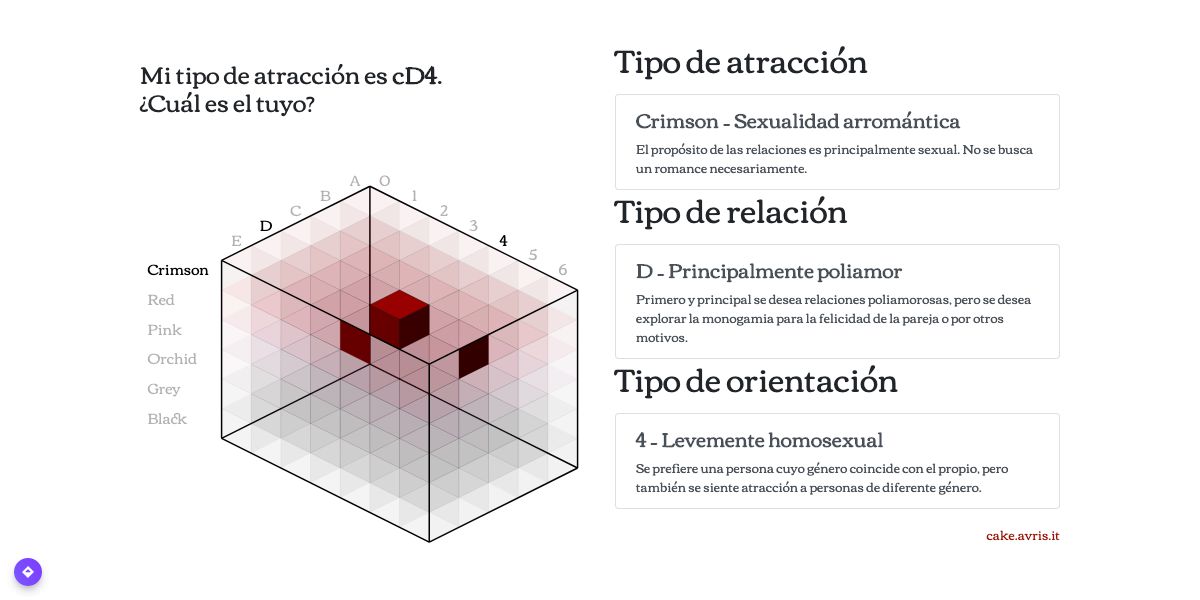 Mi tipo de atracción es cD4.
¿Cuál es el tuyo?
A O
B 1
C 2
D 3
E 4
5
6
Crimson
Red
Pink
Orchid
Grey
Black
Tipo de atracción
Crimson - Sexualidad arromántica
El propósito de las relaciones es principalmente sexual. No se busca
un romance necesariamente.
Tipo de relación
D - Principalmente poliamor
Primero y principal se desea relaciones poliamorosas, pero se desea
explorar la monogamia para la felicidad de la pareja o por otros
motivos.
Tipo de orientación
4 - Levemente homosexual
Se prefiere una persona cuyo género coincide con el propio, pero
también se siente atracción a personas de diferente género.
cake.avris.it